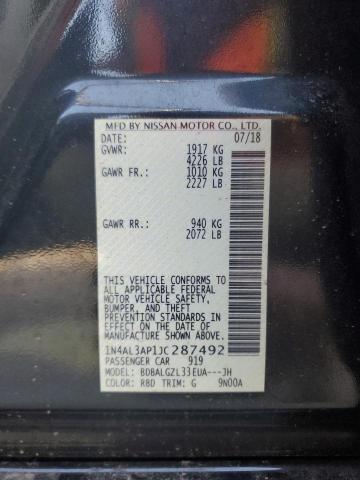 MFD BY NISSAN MOTOR CO., LTD.
DATE: 07/18
GVWR: 1917 KG
4226 LB
GAWR FR.: 1010 KG
2227 LB
GAWR RR.: 940 KG
2072 LB
THIS VEHICLE CONFORMS TO
ALL APPLICABLE FEDERAL
MOTOR VEHICLE SAFETY,
BUMPER, AND THEFT
PREVENTION STANDARDS IN
EFFECT ON THE DATE OF
MANUFACTURE SHOWN ABOVE.
1N4AL3AP1JC287492
PASSENGER CAR 919
MODEL: BDBALGZL33EUA---JH
COLOR: RBD TRIM: G 9N00A